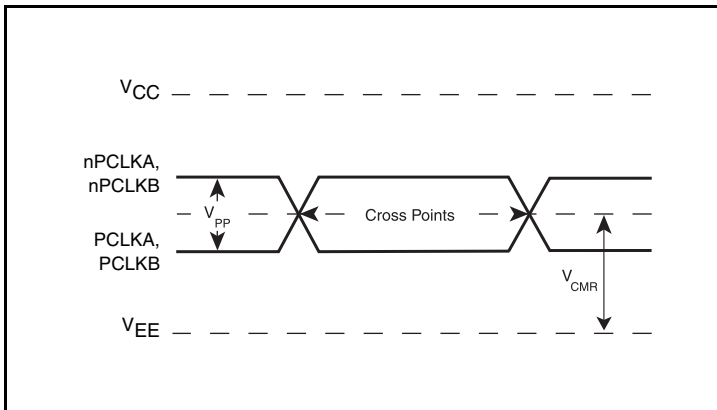 VCC
nPCLKA,
nPCLKB
VPP
Cross Points
PCLKA,
PCLKB
VCMR
VEE